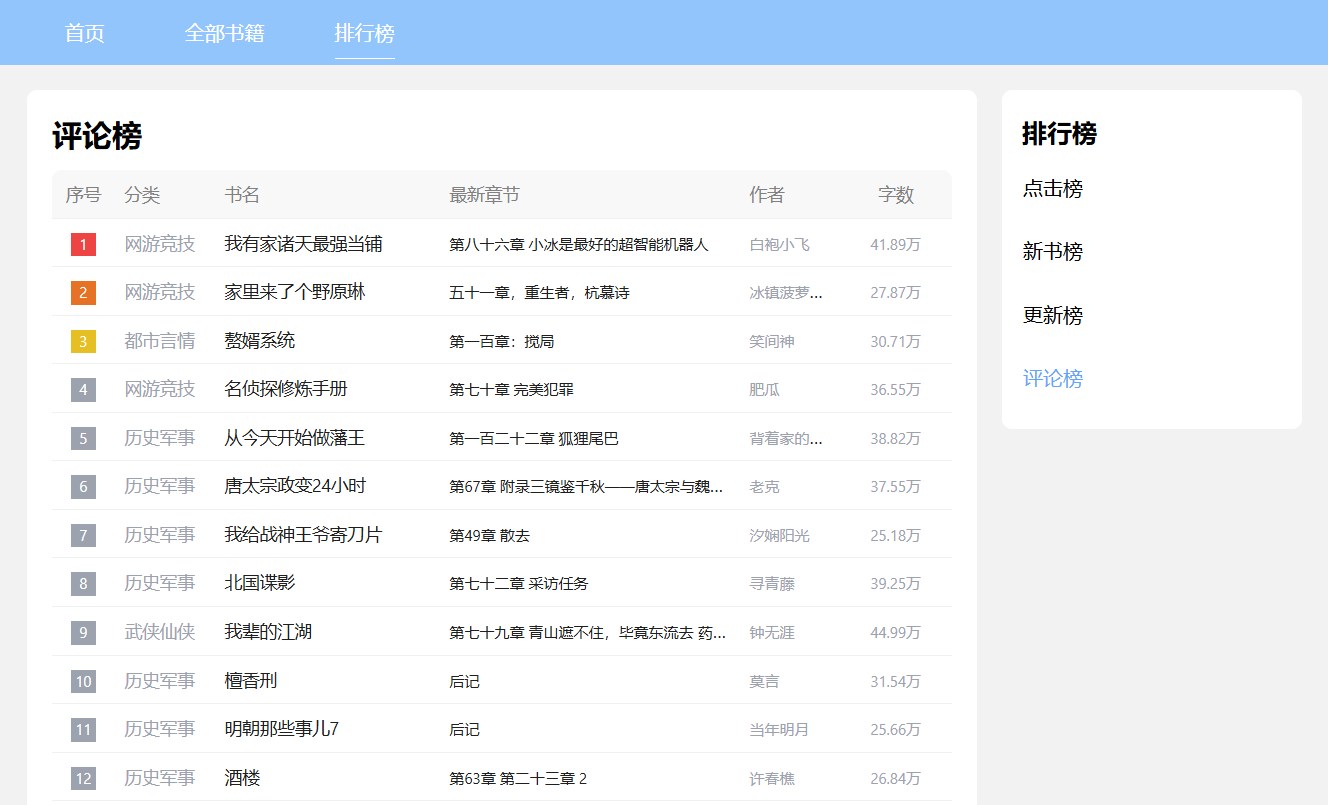 首页 全部书籍 排行榜
评论榜
序号 分类 书名 最新章节 作者 字数
1 网游竞技 我有家诸天最强当铺 第八十六章 小冰是最好的超智能机器人 白袍小飞 41.89万
2 网游竞技 家里来了个野原琳 五十一章，重生者，杭慕诗 冰镇菠萝... 27.87万
3 都市言情 赘婿系统 第一百章：搅局 笑间神 30.71万
4 网游竞技 名侦探修炼手册 第七十章 完美犯罪 肥瓜 36.55万
5 历史军事 从今天开始做藩王 第一百二十二章 狐狸尾巴 背着家的... 38.82万
6 历史军事 唐太宗政变24小时 第67章 附录三镜鉴千秋——唐太宗与魏... 老克 37.55万
7 历史军事 我给战神王爷寄刀片 第49章 散去 汐娴阳光 25.18万
8 历史军事 北国谍影 第七十二章 采访任务 寻青藤 39.25万
9 武侠仙侠 我辈的江湖 第七十九章 青山遮不住，毕竟东流去 药... 钟无涯 44.99万
10 历史军事 檀香刑 后记 莫言 31.54万
11 历史军事 明朝那些事儿7 后记 当年明月 25.66万
12 历史军事 酒楼 第63章 第二十三章 2 许春樵 26.84万
排行榜
点击榜
新书榜
更新榜
评论榜